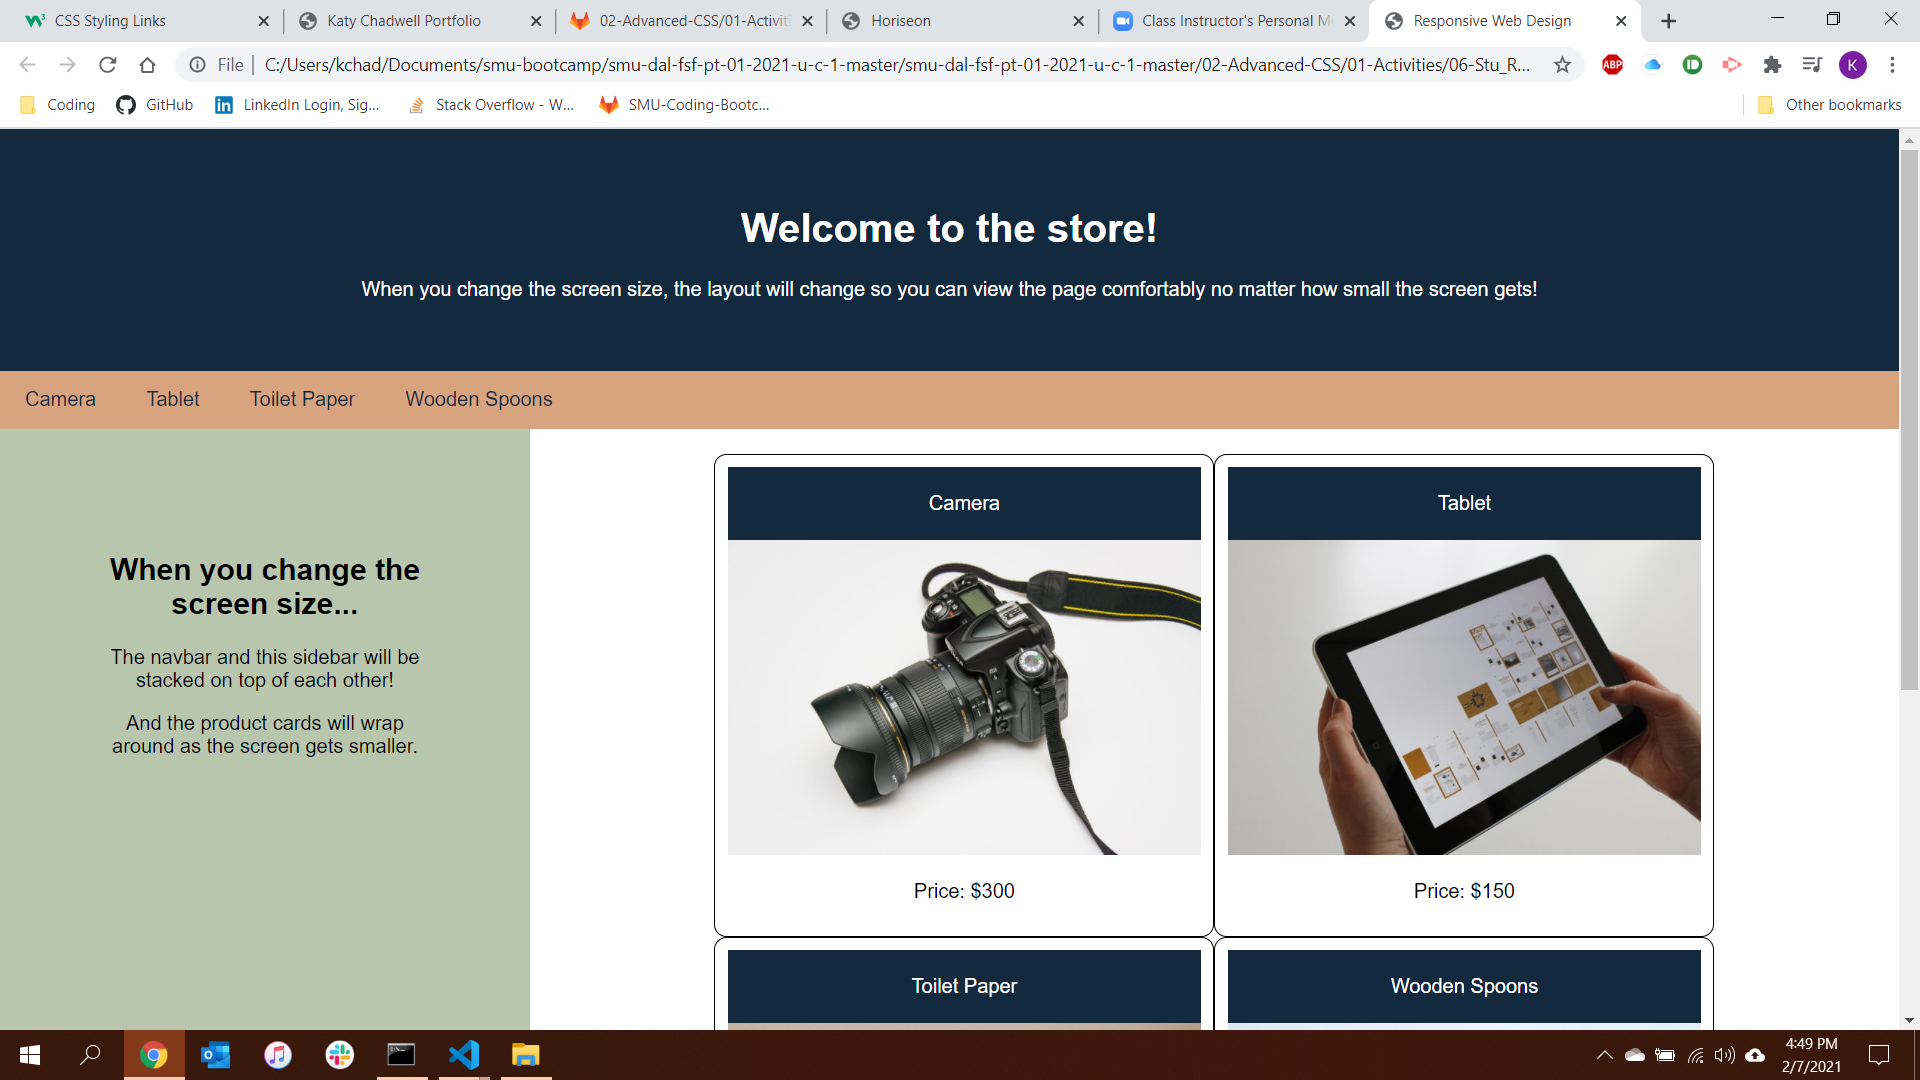 CSS Styling Links
Katy Chadwell Portfolio
02-Advanced-CSS/01-Activiti
Horiseon
Class Instructor's Personal M
Responsive Web Design
File
C:/Users/kchad/Documents/smu-bootcamp/smu-dal-fsf-pt-01-2021-u-c-1-master/smu-dal-fsf-pt-01-2021-u-c-1-master/02-Advanced-CSS/01-Activities/06-Stu_R...
ABP
K
Coding
GitHub
LinkedIn Login, Sig...
Stack Overflow - W...
SMU-Coding-Bootc...
Other bookmarks
Welcome to the store!
When you change the screen size, the layout will change so you can view the page comfortably no matter how small the screen gets!
Camera Tablet Toilet Paper Wooden Spoons
When you change the
screen size...
The navbar and this sidebar will be
stacked on top of each other!
And the product cards will wrap
around as the screen gets smaller.
Camera
Price: $300
Tablet
Price: $150
Toilet Paper
Wooden Spoons
4:49 PM
2/7/2021